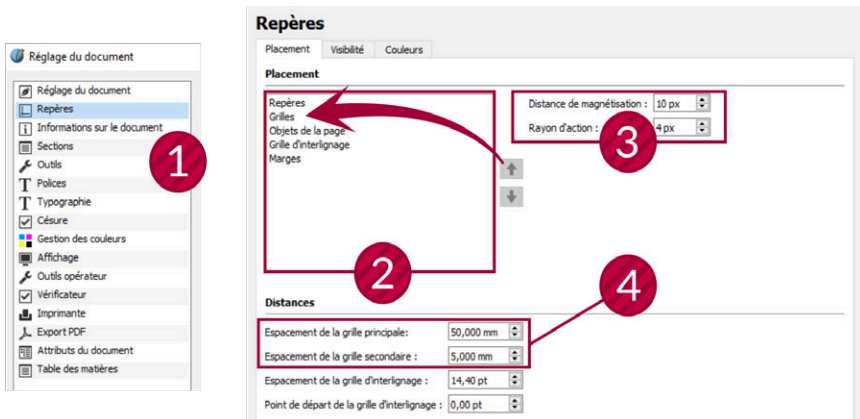 Réglage du document
Réglage du document
Repères
Informations sur le document
Sections
Outils
Polices
Typographie
Césure
Gestion des couleurs
Affichage
Outils opérateur
Vérificateur
Imprimante
Export PDF
Attributs du document
Table des matières
1
Repères
Placement Visibilité Couleurs
Placement
Repères
Grilles
Objets de la page
Grille d'interlignage
Marges
2
Distance de magnétisation : 10 px
Rayon d'action : 4 px
3
4
Distances
Espacement de la grille principale: 50,000 mm
Espacement de la grille secondaire : 5,000 mm
Espacement de la grille d'interlignage : 14,40 pt
Point de départ de la grille d'interlignage : 0,00 pt